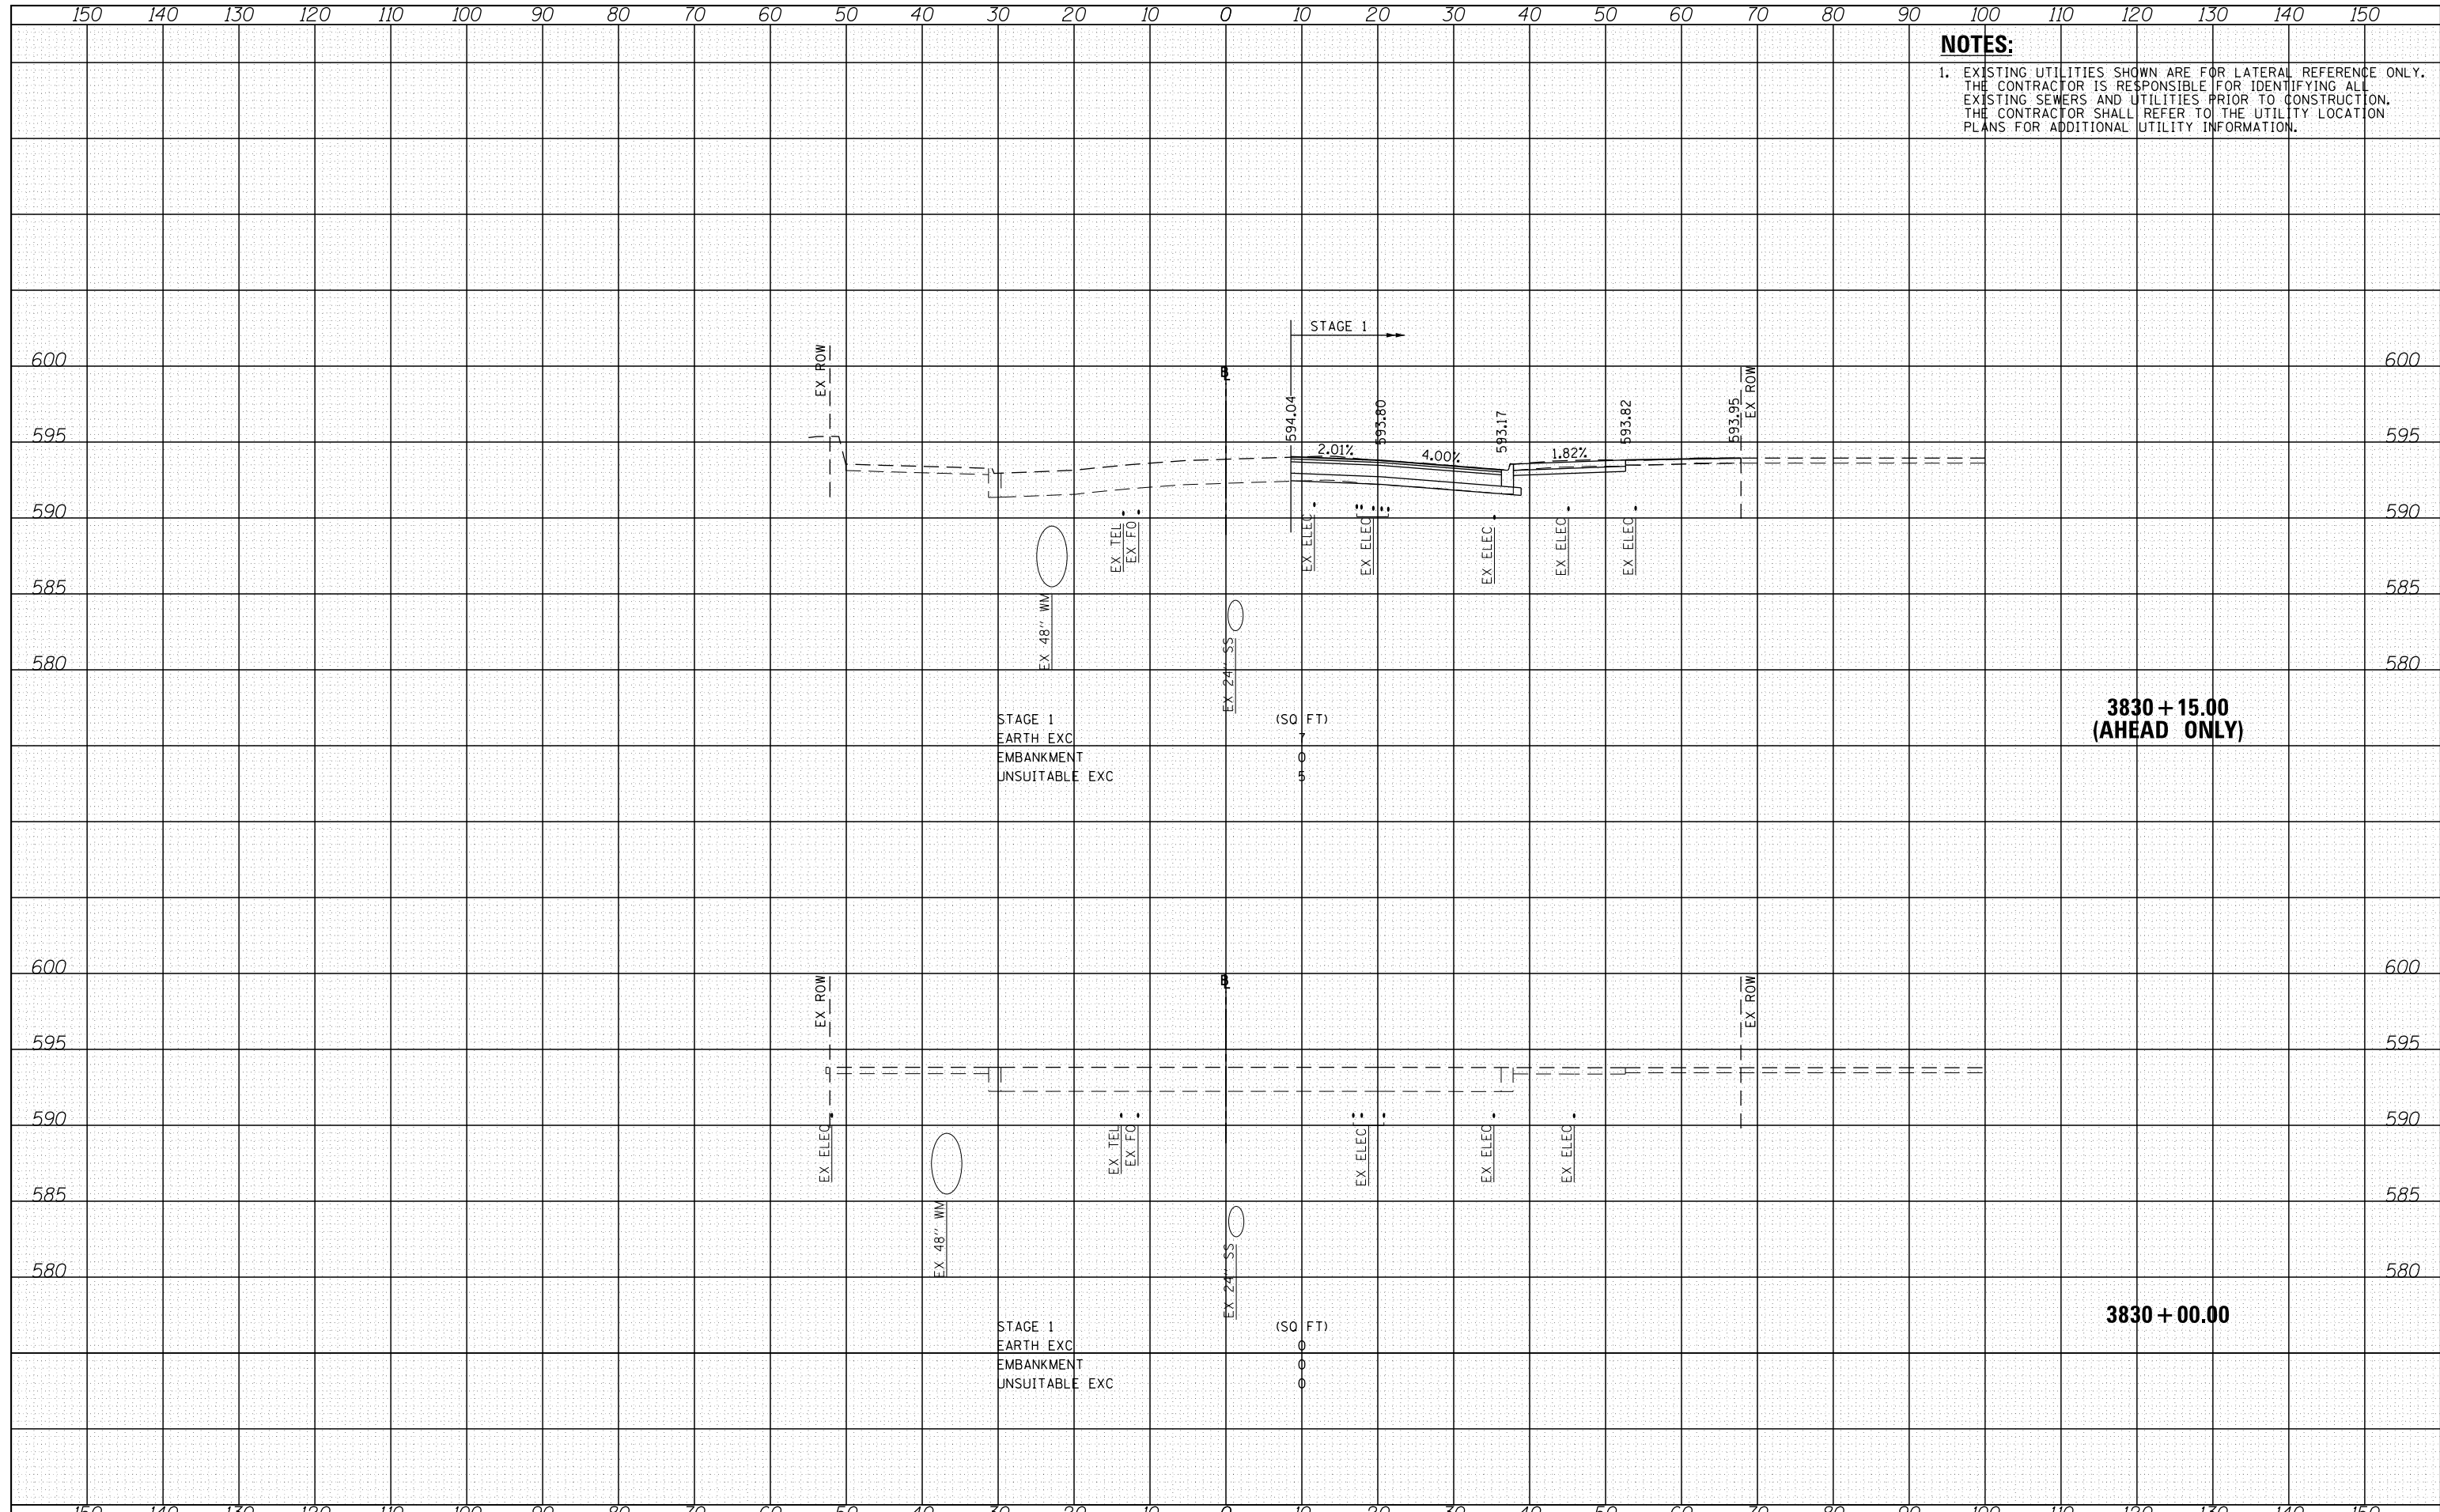 150 140 130 120 110 100 90 80 70 60 50 40 30 20 10 0 10 20 30 40 50 60 70 80 90 100 110 120 130 140 150
NOTES:
1. EXISTING UTILITIES SHOWN ARE FOR LATERAL REFERENCE ONLY.
THE CONTRACTOR IS RESPONSIBLE FOR IDENTIFYING ALL
EXISTING SEWERS AND UTILITIES PRIOR TO CONSTRUCTION.
THE CONTRACTOR SHALL REFER TO THE UTILITY LOCATION
PLANS FOR ADDITIONAL UTILITY INFORMATION.
STAGE 1
600 600
EX ROW
EX ROW
594.04
593.80
593.17
593.82
593.95
595 595
2.01%
4.00%
1.82%
590 590
EX TEL
EX FO
EX ELEC
EX ELEC
EX ELEC
EX ELEC
EX ELEC
585 585
EX 48" WM
EX 24" SS
580 580
3830+15.00
(AHEAD ONLY)
STAGE 1 (SQ FT)
EARTH EXC 7
EMBANKMENT 0
UNSUITABLE EXC 5
600 600
EX ROW
EX ROW
595 595
590 590
EX ELEC
EX TEL
EX FO
EX ELEC
EX ELEC
EX ELEC
585 585
EX 48" WM
EX 24" SS
580 580
3830+00.00
STAGE 1 (SQ FT)
EARTH EXC 0
EMBANKMENT 0
UNSUITABLE EXC 0
150 140 130 120 110 100 90 80 70 60 50 40 30 20 10 0 10 20 30 40 50 60 70 80 90 100 110 120 130 140 150